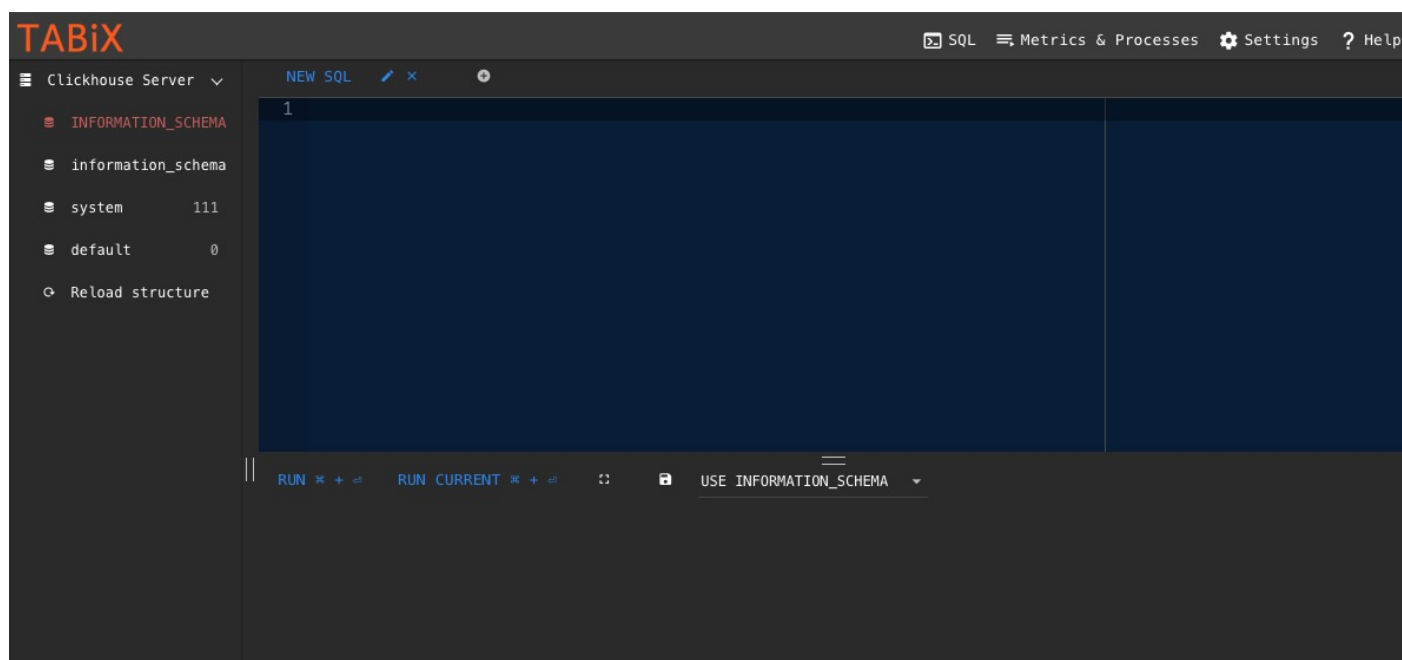 TABiX
SQL Metrics & Processes Settings ? Help
Clickhouse Server
NEW SQL
1
INFORMATION_SCHEMA
information_schema
system 111
default 0
Reload structure
RUN ⌘ + ⏎ RUN CURRENT ⌘ + ⏎ USE INFORMATION_SCHEMA